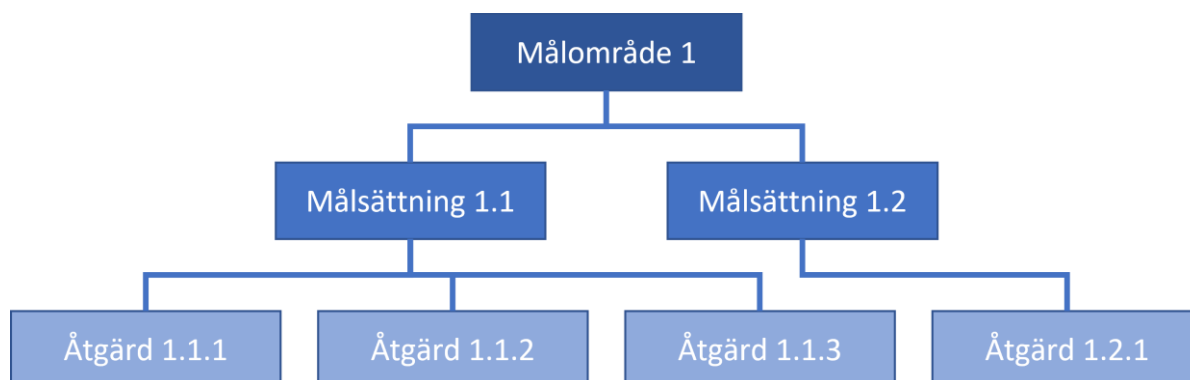 Målområde 1
Målsättning 1.1
Målsättning 1.2
Åtgärd 1.1.1
Åtgärd 1.1.2
Åtgärd 1.1.3
Åtgärd 1.2.1